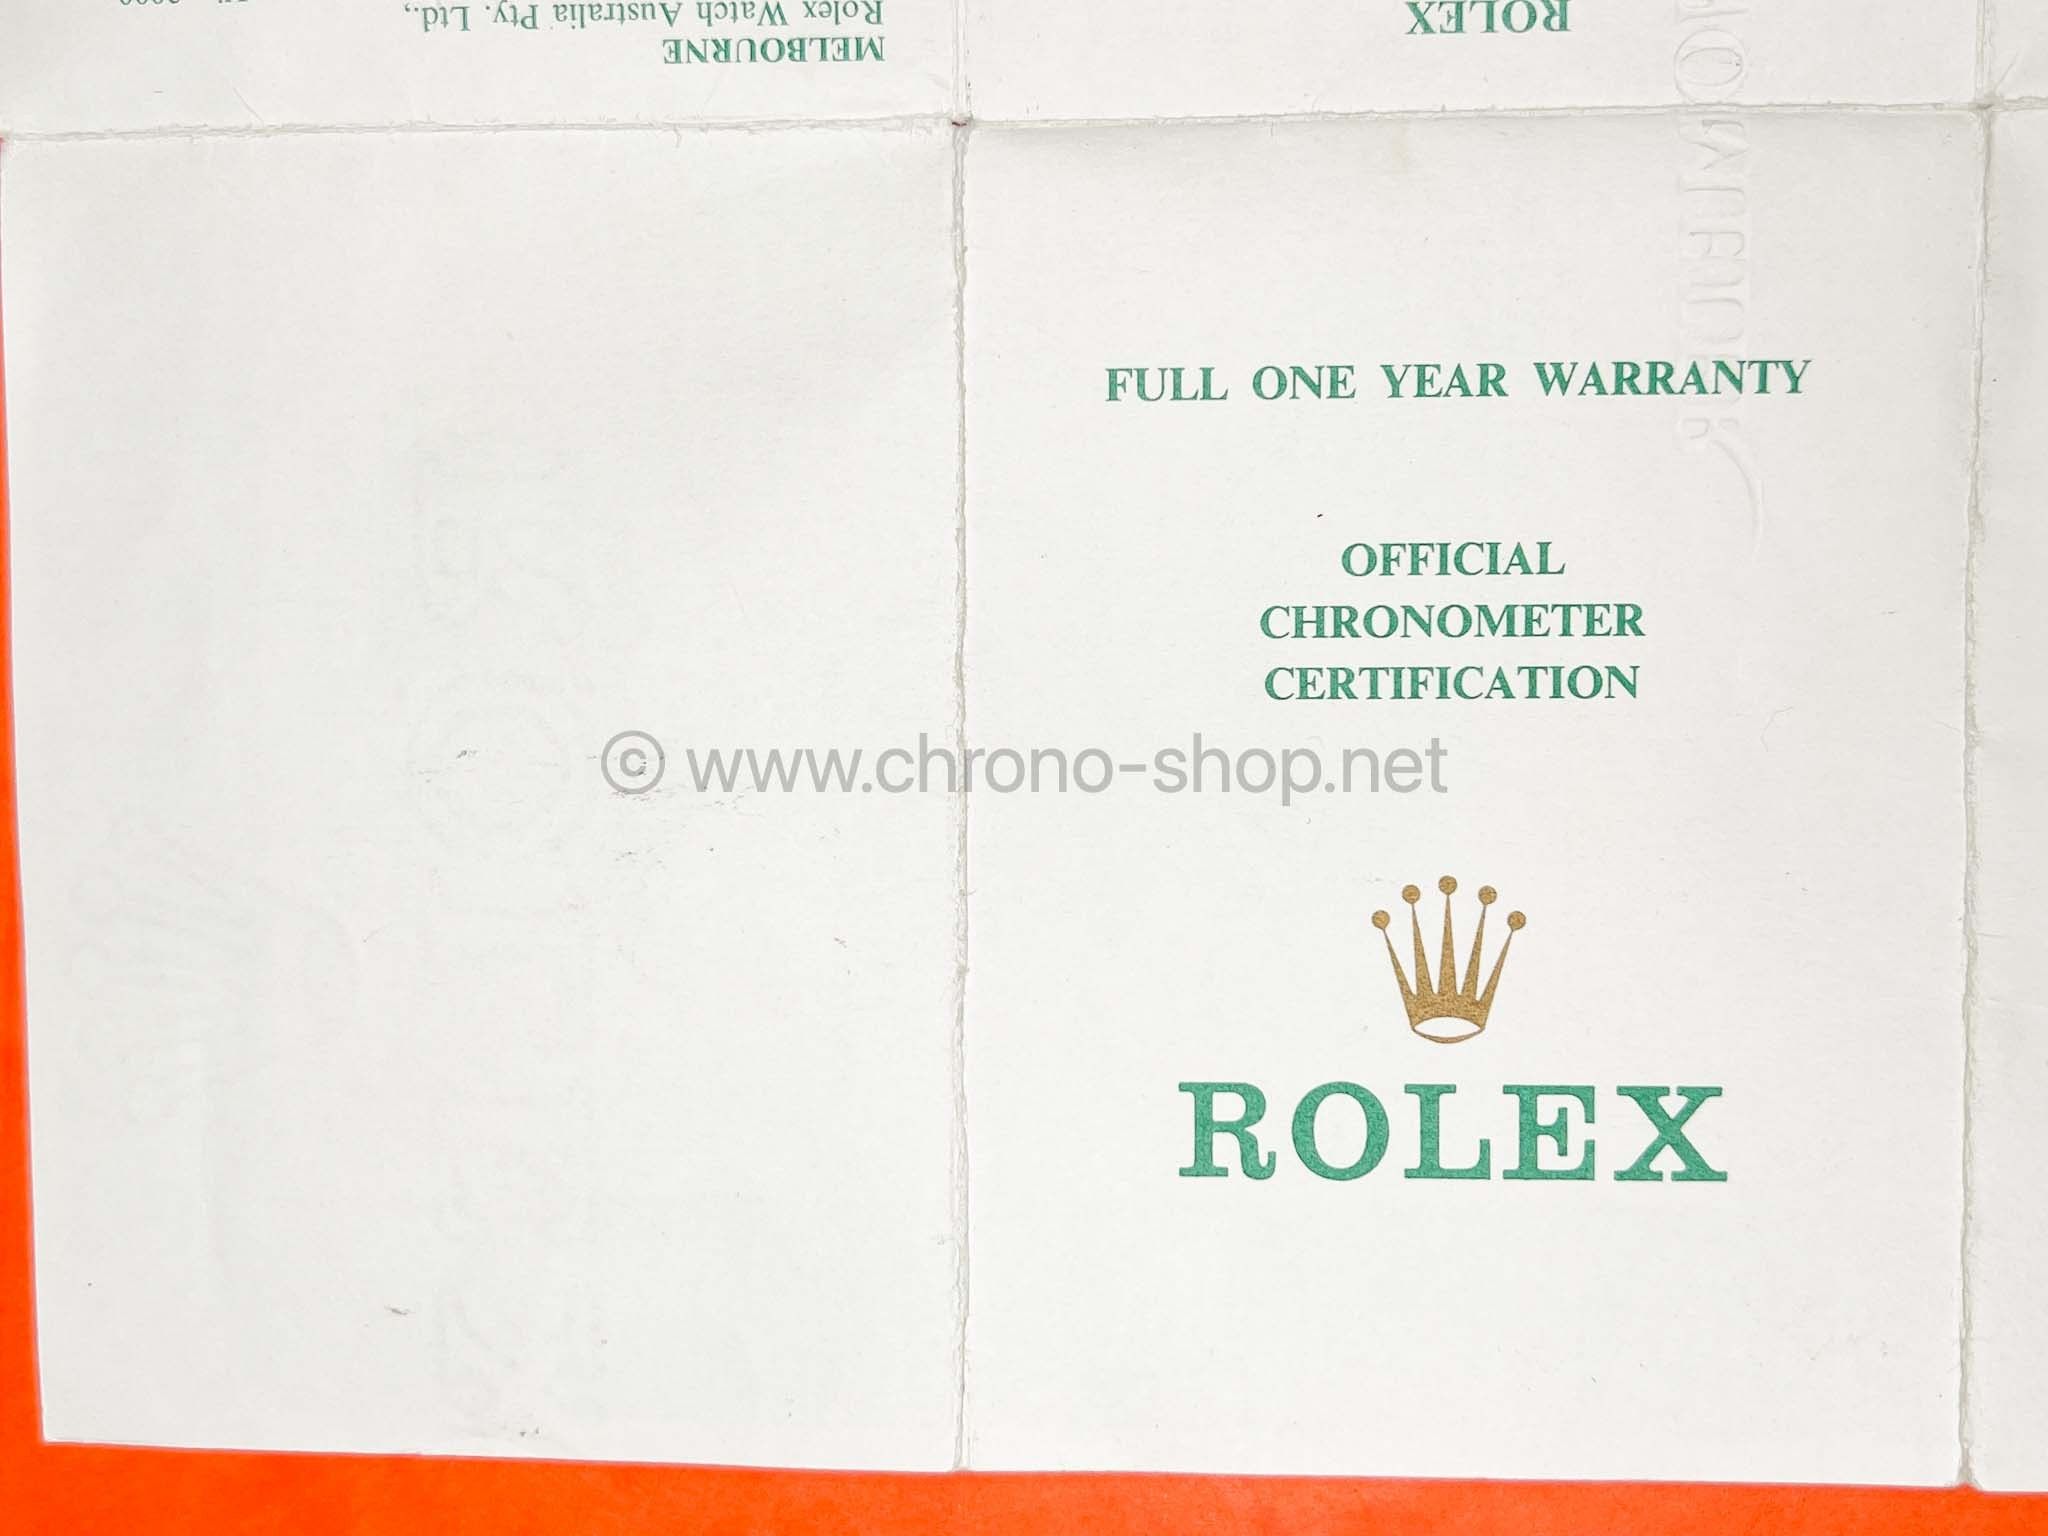 MELBOURNE
Rolex Watch Australia Pty. Ltd.,
ROLEX
FULL ONE YEAR WARRANTY
OFFICIAL
CHRONOMETER
CERTIFICATION
© www.chrono-shop.net
ROLEX